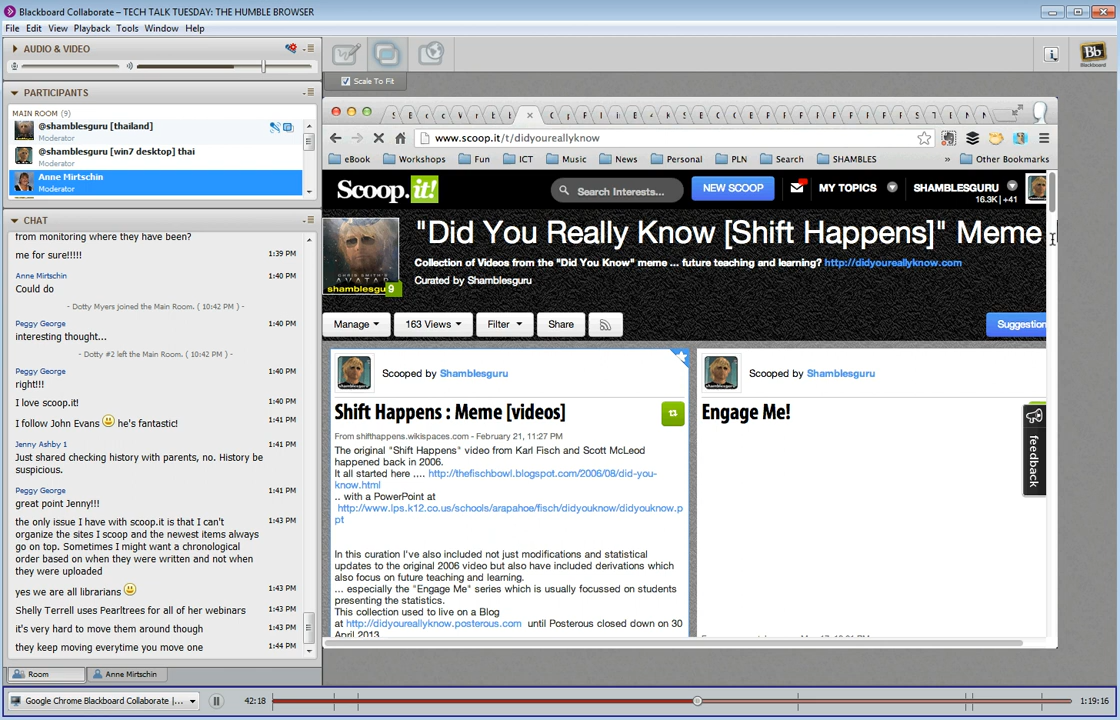 Blackboard Collaborate – TECH TALK TUESDAY: THE HUMBLE BROWSER
File Edit View Playback Tools Window Help
AUDIO & VIDEO
PARTICIPANTS
MAIN ROOM (9)
@shamblesguru [thailand]
Moderator
@shamblesguru [win7 desktop] thai
Moderator
Anne Mirtschin
Moderator
CHAT
from monitoring where they have been?
me for sure!!!!! 1:39 PM
Anne Mirtschin 1:40 PM
Could do
- Dotty Myers joined the Main Room. ( 10:42 PM ) -
Peggy George 1:40 PM
interesting thought...
- Dotty #2 left the Main Room. ( 10:42 PM ) -
Peggy George 1:40 PM
right!!!
I love scoop.it! 1:40 PM
I follow John Evans he's fantastic! 1:41 PM
Jenny Ashby 1 1:41 PM
Just shared checking history with parents, no. History be
suspicious.
Peggy George 1:41 PM
great point Jenny!!!
the only issue I have with scoop.it is that I can't 1:43 PM
organize the sites I scoop and the newest items always
go on top. Sometimes I might want a chronological
order based on when they were written and not when
they were uploaded
yes we are all librarians 1:43 PM
Shelly Terrell uses Pearltrees for all of her webinars 1:43 PM
it's very hard to move them around though 1:43 PM
they keep moving everytime you move one 1:44 PM
Room Anne Mirtschin
Google Chrome Blackboard Collaborate |... 42:18 1:19:16
Scale To Fit
Bb
Blackboard
www.scoop.it/t/didyoureallyknow
eBook Workshops Fun ICT Music News Personal PLN Search SHAMBLES » Other Bookmarks
Scoop.it! Search Interests... NEW SCOOP MY TOPICS SHAMBLESGURU
16.3K | +41
"Did You Really Know [Shift Happens]" Meme
Collection of Videos from the "Did You Know" meme ... future teaching and learning? http://didyoureallyknow.com
Curated by Shamblesguru
CHRIS SMITH'S
AVATAR
shamblesgu 9
Manage 163 Views Filter Share Suggestion
Scooped by Shamblesguru
Shift Happens : Meme [videos]
From shifthappens.wikispaces.com - February 21, 11:27 PM
The original "Shift Happens" video from Karl Fisch and Scott McLeod
happened back in 2006.
It all started here .... http://thefischbowl.blogspot.com/2006/08/did-you-
know.html
.. with a PowerPoint at
http://www.lps.k12.co.us/schools/arapahoe/fisch/didyouknow/didyouknow.p
pt
In this curation I've also included not just modifications and statistical
updates to the original 2006 video but also have included derivations which
also focus on future teaching and learning.
... especially the "Engage Me" series which is usually focussed on students
presenting the statistics.
This collection used to live on a Blog
at http://didyoureallyknow.posterous.com until Posterous closed down on 30
April 2013
Scooped by Shamblesguru
Engage Me!
feedback